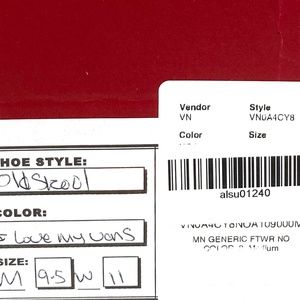 Vendor Style
VN VN0A4CY8
Color Size
alsu01240
HOE STYLE:
Old Skool
COLOR:
I Love My Vans
SIZE:
M 9.5 W 11
VN0A4CY8NOA109000M
MN GENERIC FTWR NO